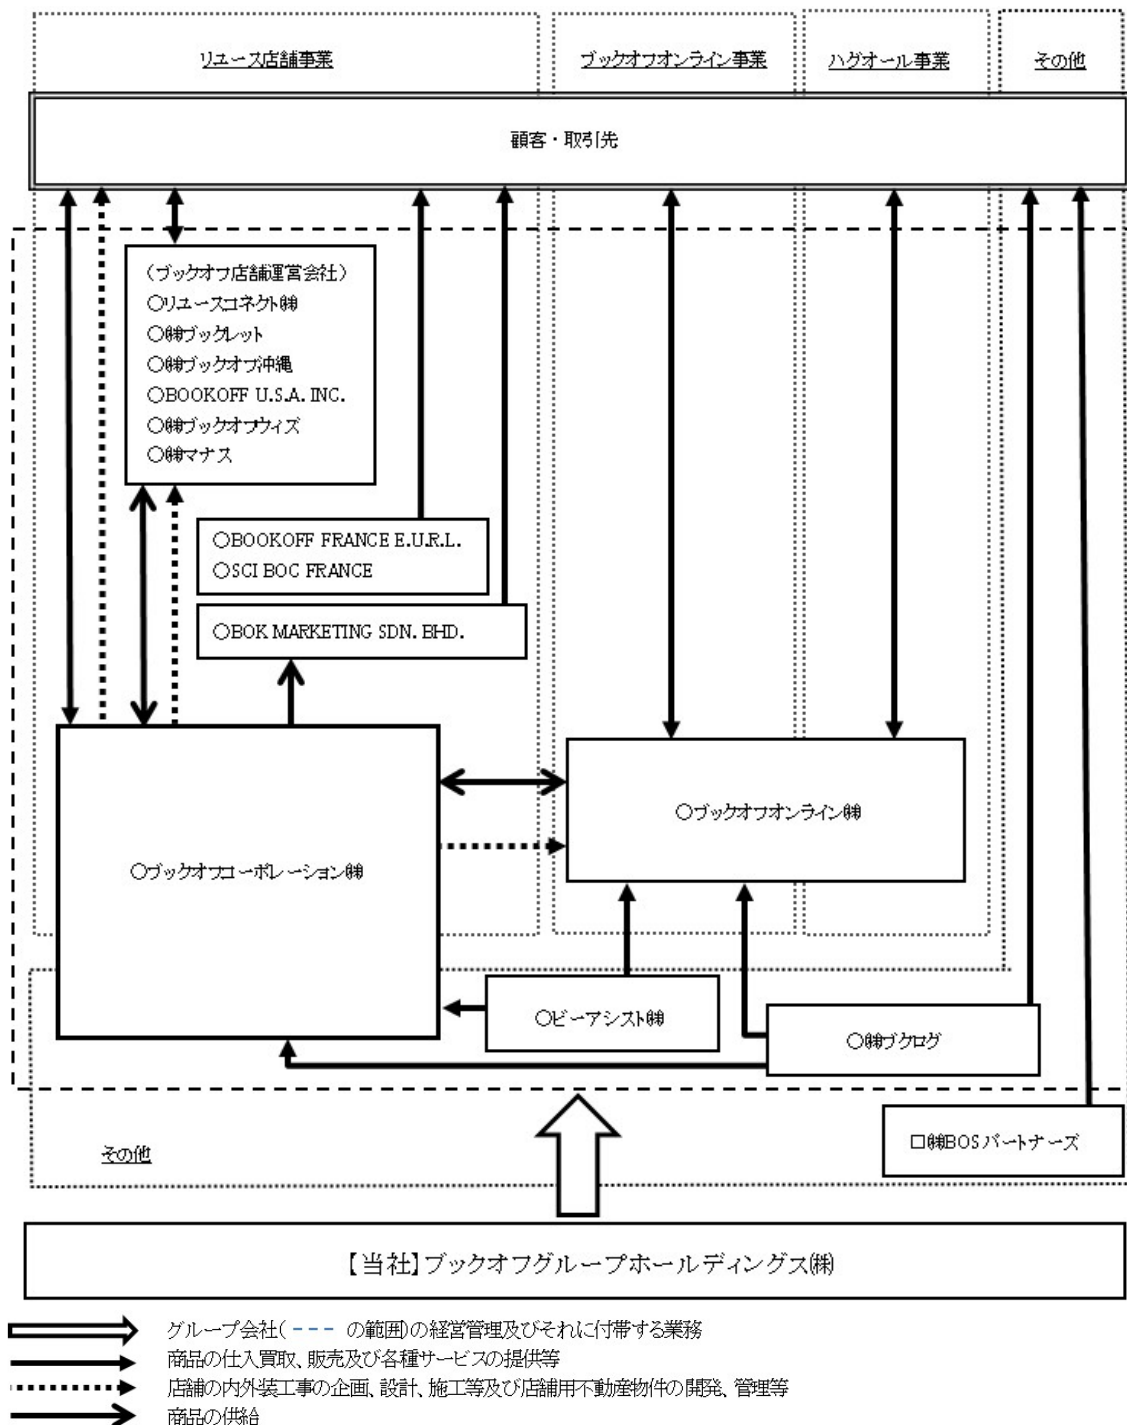 リユース店舗事業
ブックオフオンライン事業
ハグオール事業
その他
顧客・取引先
(ブックオフ店舗運営会社)
○リユースコネクト㈱
○㈱ブックレット
○㈱ブックオフ沖縄
○BOOKOFF U.S.A. INC.
○㈱ブックオフウィズ
○㈱マナス
○BOOKOFF FRANCE E.U.R.L.
○SCI BOC FRANCE
○BOK MARKETING SDN. BHD.
○ブックオフオンライン㈱
○ブックオフコーポレーション㈱
○ビーアシスト㈱
○㈱ブクログ
□㈱BOSパートナーズ
その他
【当社】ブックオフグループホールディングス㈱
グループ会社(--- の範囲)の経営管理及びそれに付帯する業務
商品の仕入買取、販売及び各種サービスの提供等
店舗の内外装工事の企画、設計、施工等及び店舗用不動産物件の開発、管理等
商品の供給